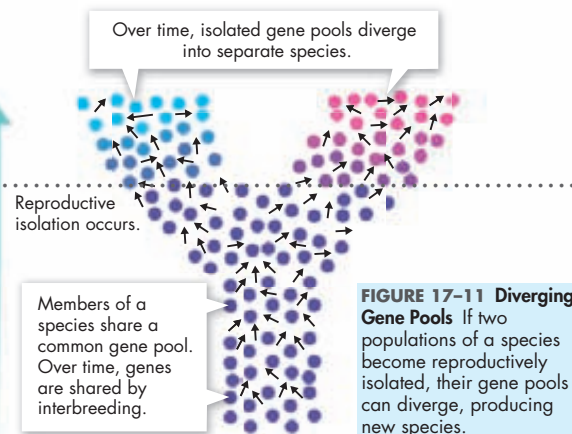 Over time, isolated gene pools diverge
into separate species.
Reproductive
isolation occurs.
Members of a
species share a
common gene pool.
Over time, genes
are shared by
interbreeding.
FIGURE 17–11 Diverging
Gene Pools If two
populations of a species
become reproductively
isolated, their gene pools
can diverge, producing
new species.